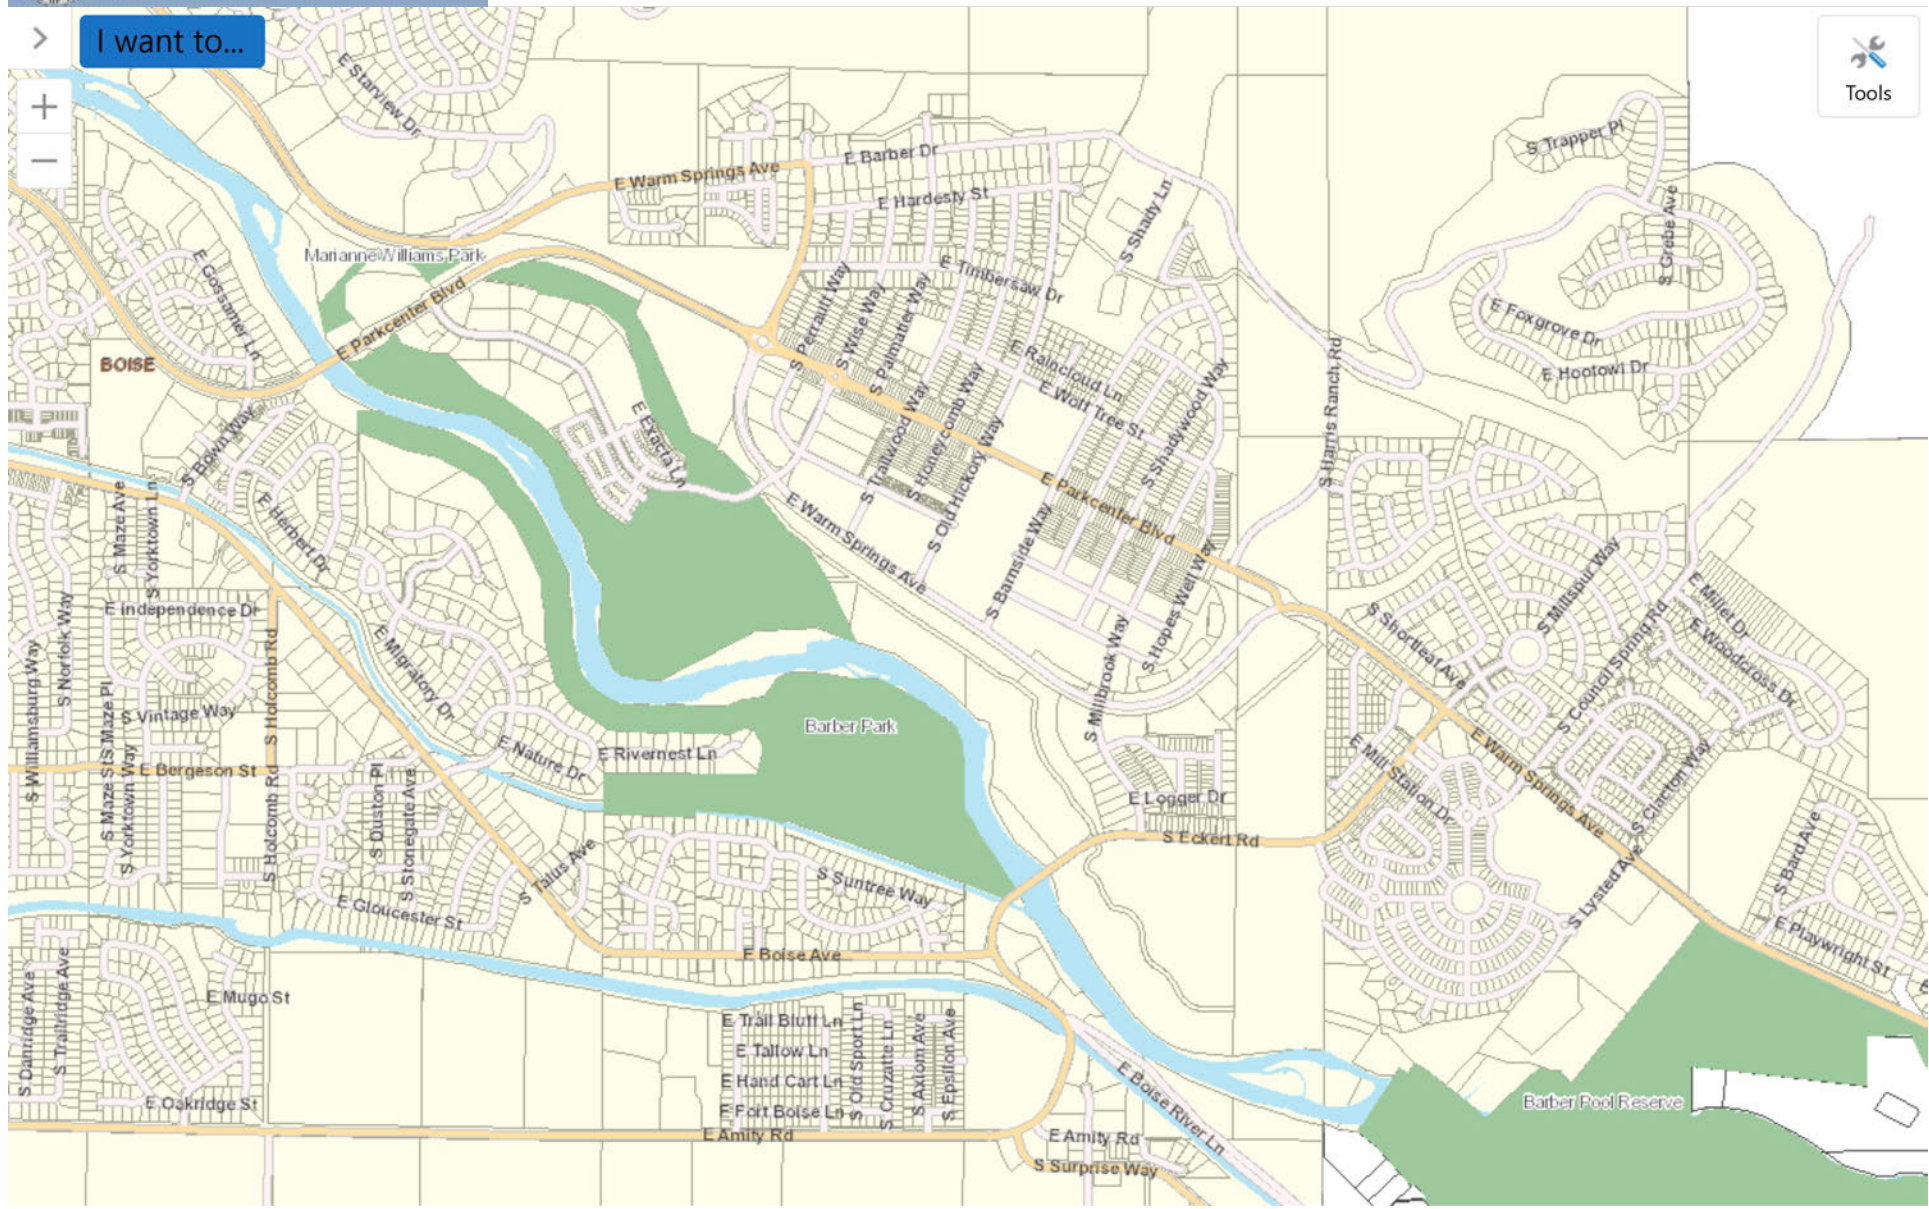 I want to...
Tools
E Starview Dr
S Trapper Pl
E Barber Dr
E Warm Springs Ave
E Hardesty St
S Shady Ln
S Grebe Ave
Marianne Williams Park
E Gossamer Ln
E Timbersaw Dr
E Parkcenter Blvd
S Perrault Way
S Wise Way
S Palmatier Way
E Foxgrove Dr
BOISE
E Raincloud Ln
E Hootowl Dr
E Wolf Tree St
S Harris Ranch Rd
S Shadywood Way
S Bown Way
E Exacta Ln
S Trailwood Way
S Honeycomb Way
S Old Hickory Way
E Parkcenter Blvd
S Maze Ave
S Yorktown Ln
E Herbert Dr
E Warm Springs Ave
S Barnside Way
S Hopes Well Way
S Millspur Way
E Millet Dr
E Independence Dr
S Norfolk Way
S Williamsburg Way
S Holcomb Rd
E Migratory Dr
S Millbrook Way
S Shortleaf Ave
S Council Spring Rd
E Woodcross Dr
S Maze Pl
S Vintage Way
Barber Park
E Nature Dr
E Rivernest Ln
E Warm Springs Ave
E Mill Station Dr
S Clarion Way
E Bergeson St
S Maze St
S Yorktown Way
S Holcomb Rd
S Duston Pl
S Stonegate Ave
E Logger Dr
S Eckert Rd
S Bard Ave
S Talus Ave
S Suntree Way
S Lysted Ave
E Gloucester St
E Playwright St
E Boise Ave
S Danridge Ave
S Trailridge Ave
E Mugo St
E Trail Bluff Ln
E Tallow Ln
E Hand Cart Ln
E Fort Boise Ln
S Old Sport Ln
S Cruzatte Ln
S Axiom Ave
S Epsilon Ave
E Boise River Ln
Barber Pool Reserve
E Oakridge St
E Amity Rd
E Amity Rd
S Surprise Way